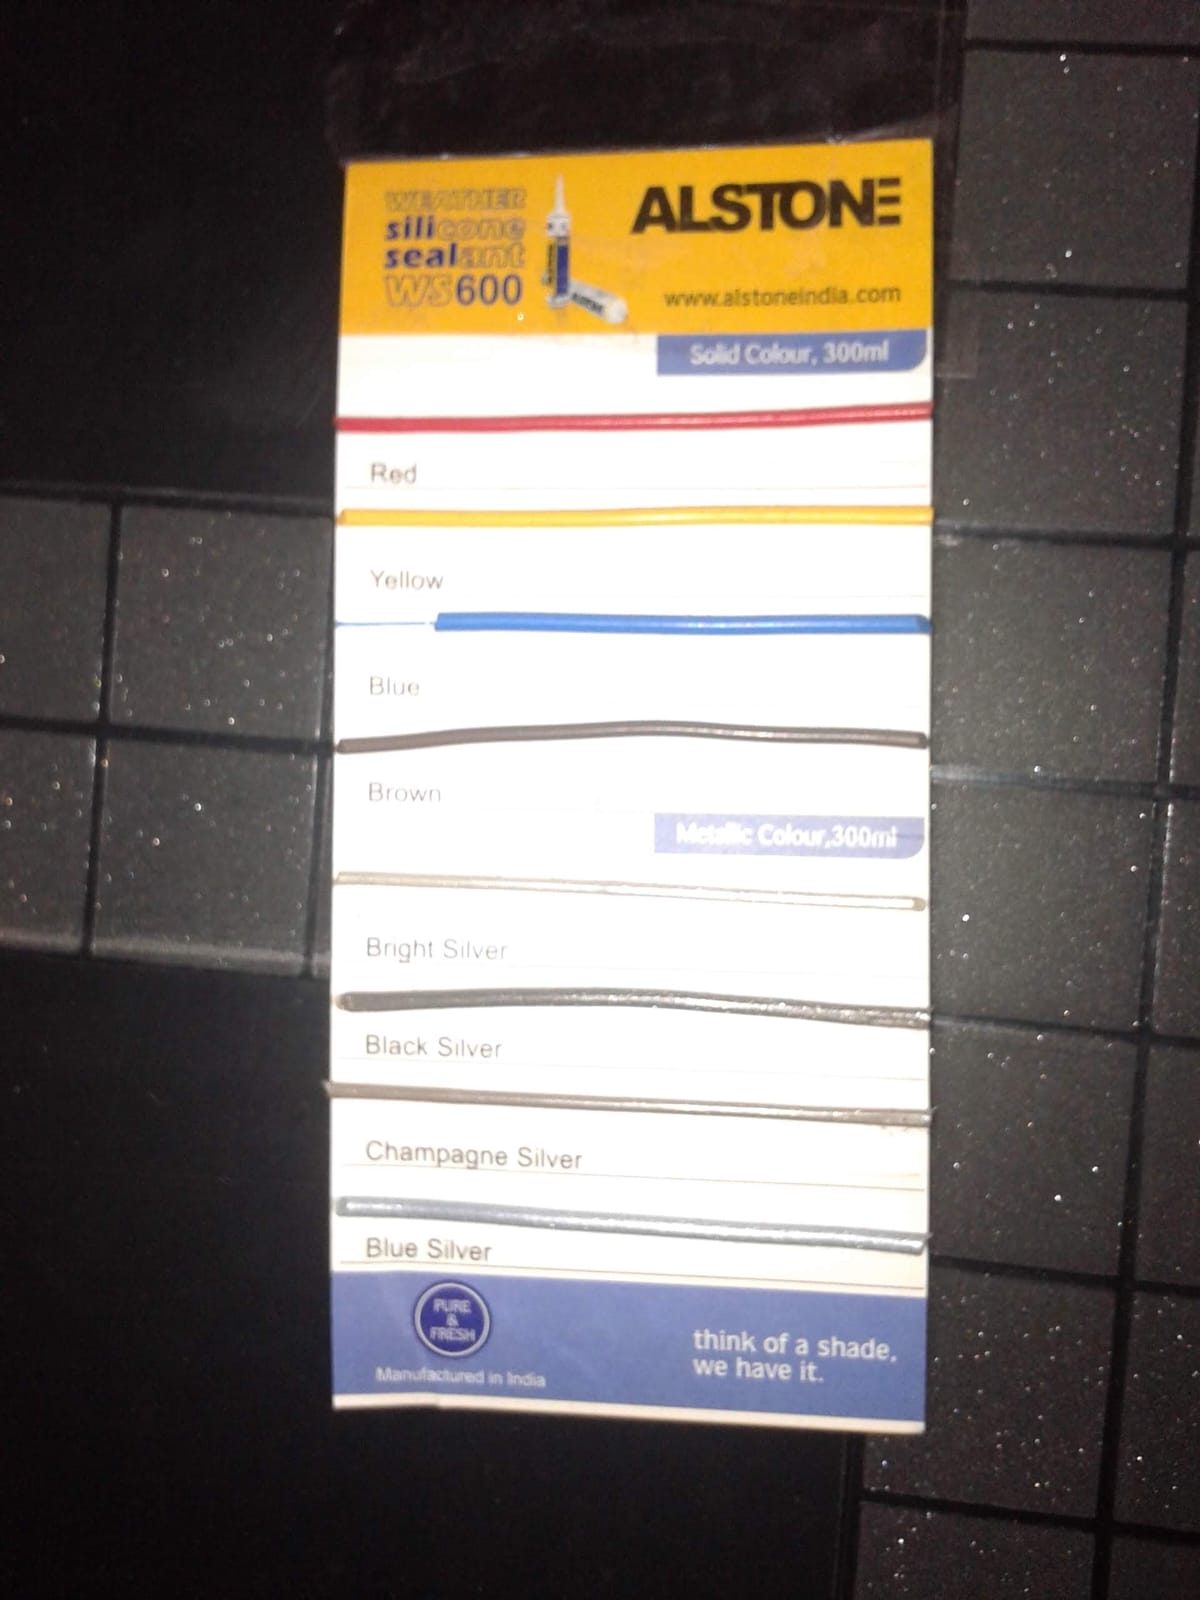 WEATHER
silicone
sealant
WS600
ALSTONE
www.alstoneindia.com
Solid Colour, 300ml
Red
Yellow
Blue
Brown
Metallic Colour,300ml
Bright Silver
Black Silver
Champagne Silver
Blue Silver
PURE
&
FRESH
Manufactured in India
think of a shade,
we have it.